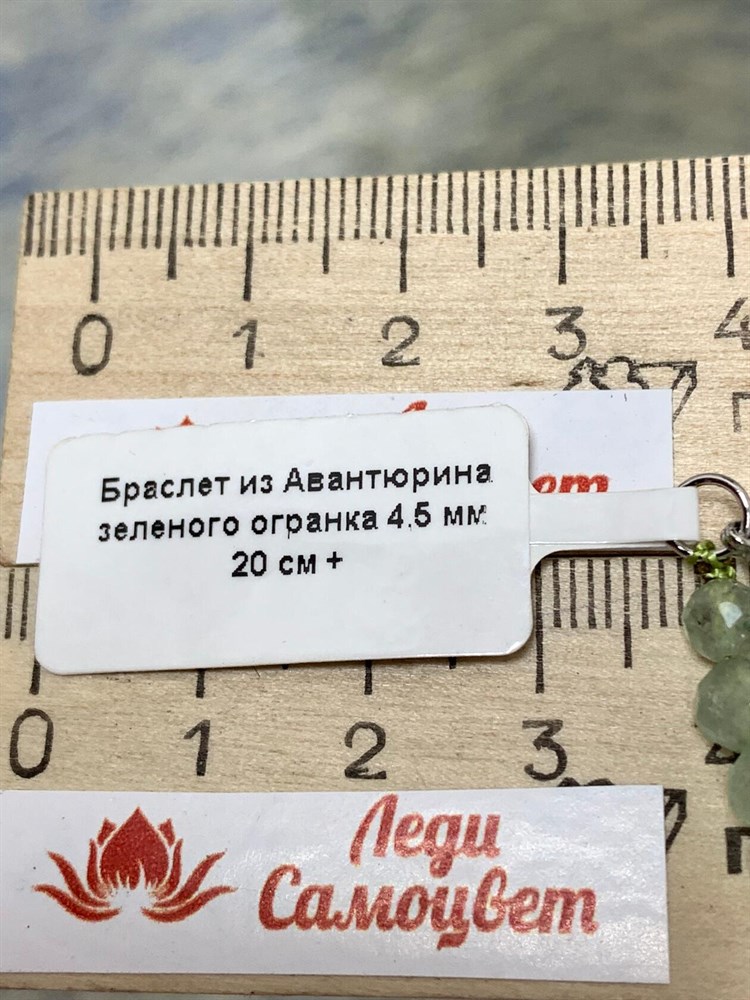 0 1 2 3 4
Браслет из Авантюрина
зеленого огранка 4.5 мм
20 см +
0 1 2 3
Леди
Самоцвет